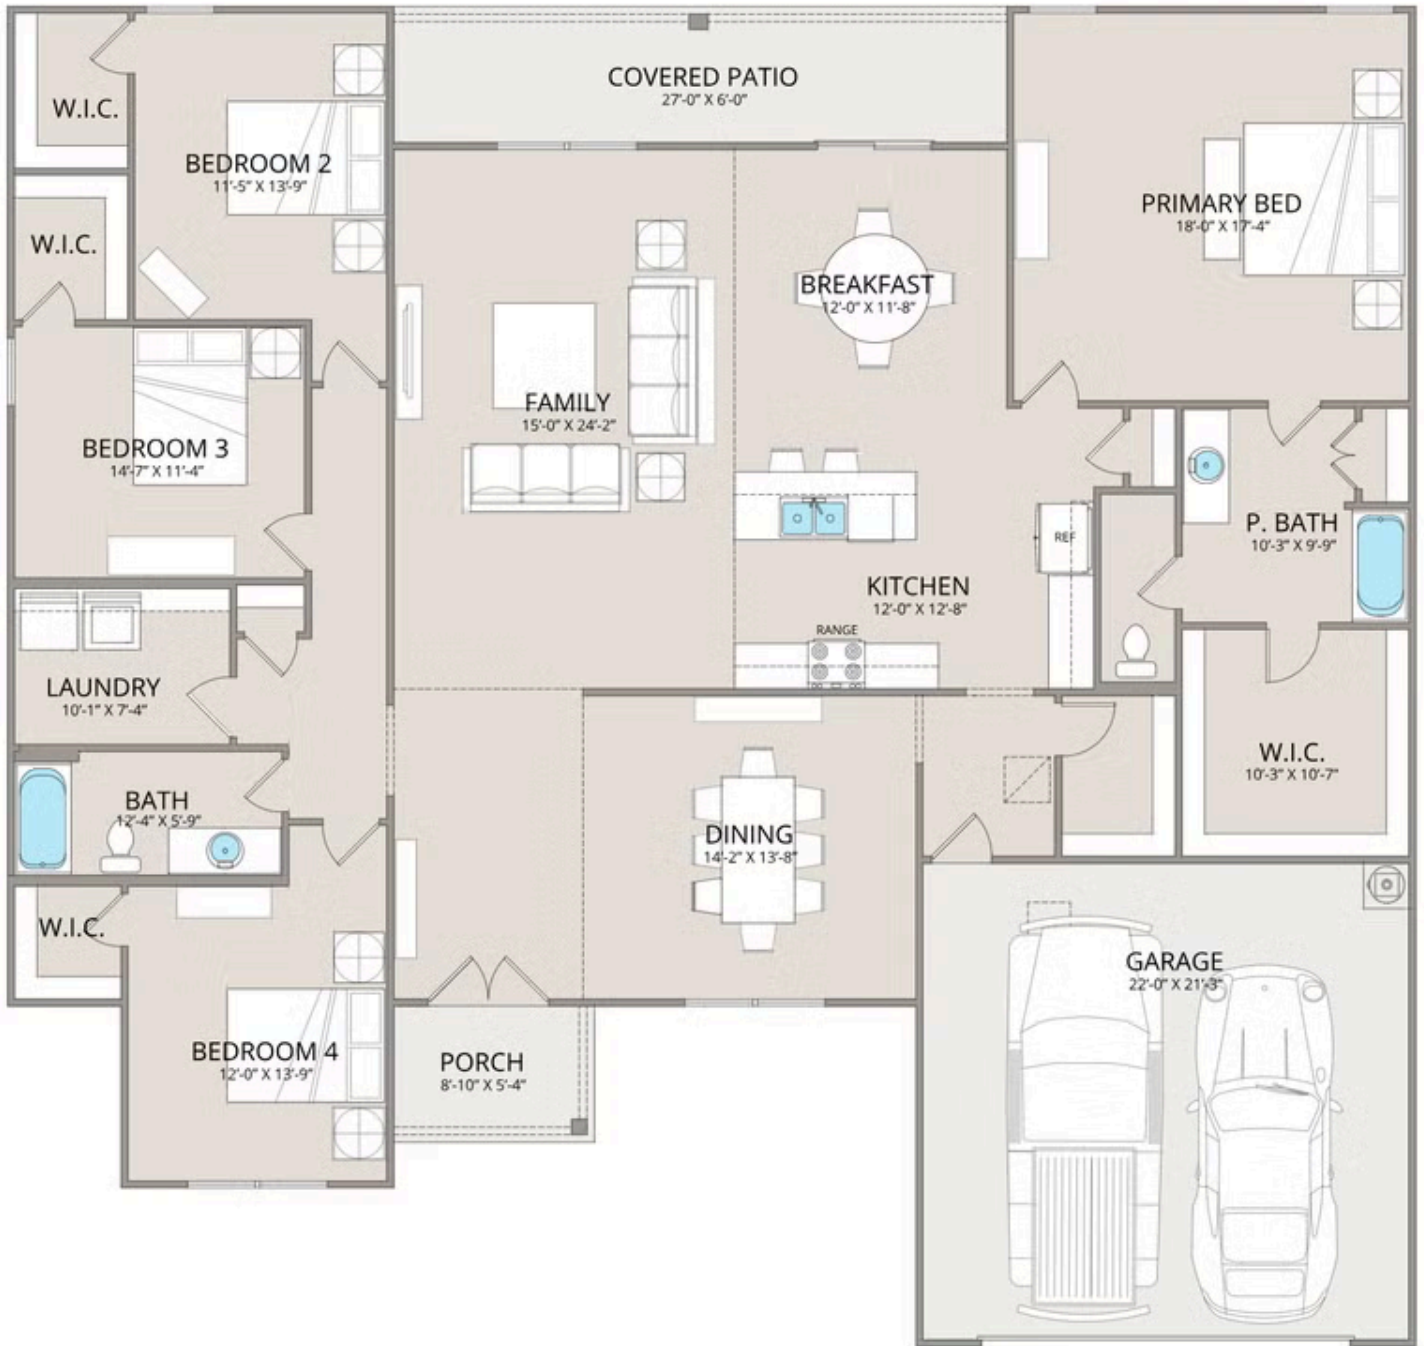 COVERED PATIO
27'-0" X 6'-0"
W.I.C.
BEDROOM 2
11'-5" X 13'-9"
PRIMARY BED
18'-0" X 17'-4"
W.I.C.
BREAKFAST
12'-0" X 11'-8"
FAMILY
15'-0" X 24'-2"
BEDROOM 3
14'-7" X 11'-4"
P. BATH
10'-3" X 9'-9"
REF
KITCHEN
12'-0" X 12'-8"
RANGE
LAUNDRY
10'-1" X 7'-4"
W.I.C.
10'-3" X 10'-7"
BATH
12'-4" X 5'-9"
DINING
14'-2" X 13'-8"
W.I.C.
GARAGE
22'-0" X 21'-3"
BEDROOM 4
12'-0" X 13'-9"
PORCH
8'-10" X 5'-4"